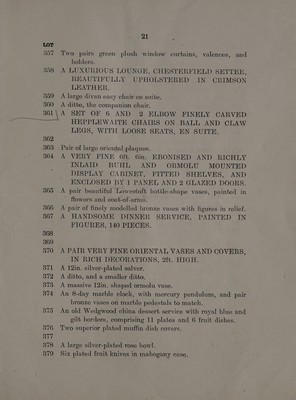 21
LOT
357 Two pairs green plush window curtains, valences, and
holders.
358 A LUXURIOUS LOUNGE, CHESTERFIELD SETTEE,
BEAUTIFULLY UPHOLSTERED IN CRIMSON
LEATHER.
359 A large divan easy chair en suite.
360 A ditto, the companion chair.
361 A SET OF 6 AND 2 ELBOW FINELY CARVED
HEPPLEWAITE CHAIRS ON BALL AND CLAW
LEGS, WITH LOOSE SEATS, EN SUITE.
362
363 Pair of large oriental plaques.
364 A VERY FINE 6ft. 6in. EBONISED AND RICHLY
INLAID BUHL AND ORMOLU MOUNTED
DISPLAY CABINET, FITTED SHELVES, AND
ENCLOSED BY 1 PANEL AND 2 GLAZED DOORS.
365 A pair beautiful Lowestoft bottle-shape vases, painted in
flowers and coat-of-arms.
366 A pair of finely modelled bronze vases with figures in relief.
367 A HANDSOME DINNER SERVICE, PAINTED IN
FIGURES, 140 PIECES.
368
369
370 A PAIR VERY FINE ORIENTAL VASES AND COVERS,
IN RICH DECORATIONS, 2ft. HIGH.
371 A 12in. silver-plated salver.
372 A ditto, and a smaller ditto.
373 A massive 12in. shaped ormolu vase.
374 An 8-day marble clock, with mercury pendulum, and pair
bronze vases on marble pedestals to match.
375 An old Wedgwood china dessert service with royal blue and
gilt borders, comprising 11 plates and 6 fruit dishes.
376 Two superior plated muffin dish covers.
377
378 A large silver-plated rose bowl.
379 Six plated fruit knives in mahogany case.